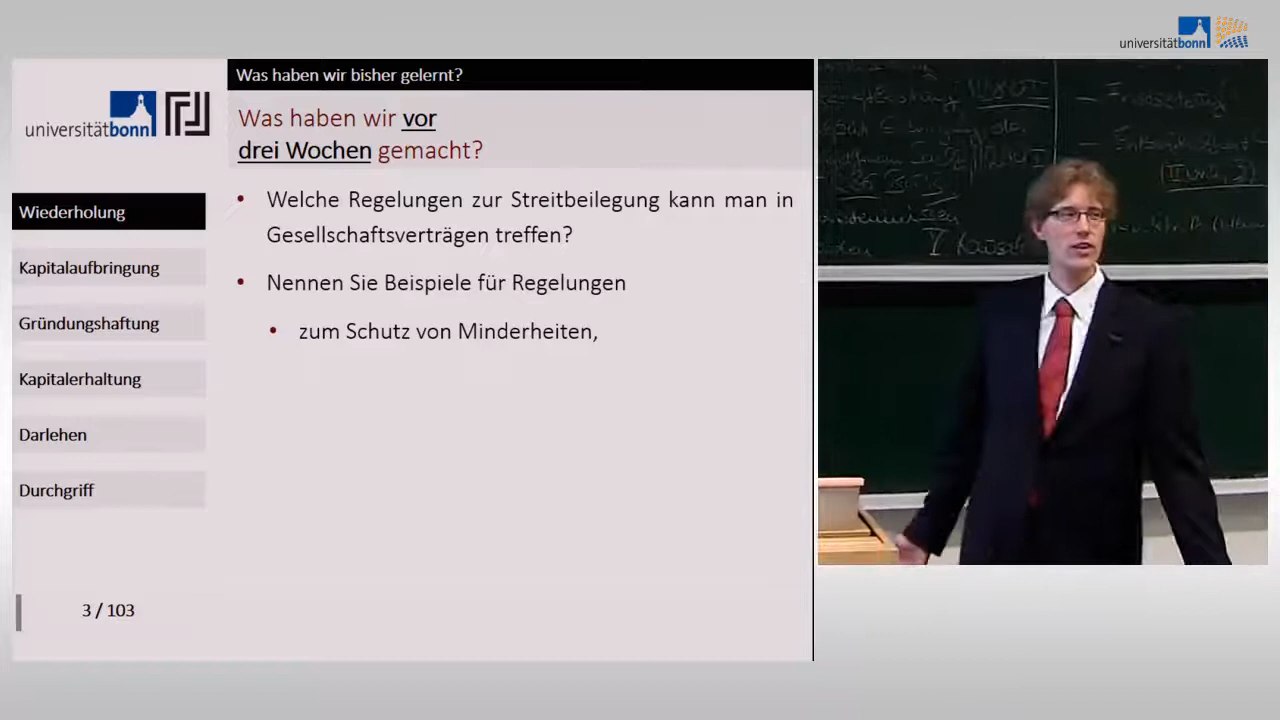 universitätbonn
Was haben wir bisher gelernt?
universitätbonn
Was haben wir vor
drei Wochen gemacht?
Wiederholung
Kapitalaufbringung
Gründungshaftung
Kapitalerhaltung
Darlehen
Durchgriff
• Welche Regelungen zur Streitbeilegung kann man in
Gesellschaftsverträgen treffen?
• Nennen Sie Beispiele für Regelungen
• zum Schutz von Minderheiten,
3 / 103